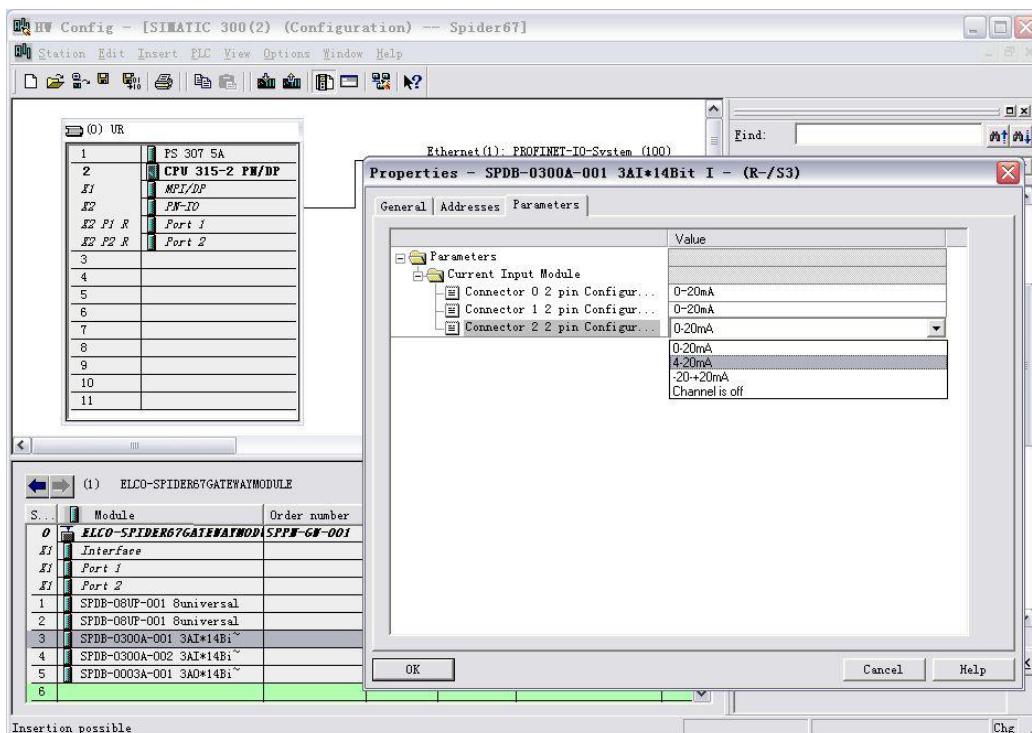 HW Config - [SIMATIC 300(2) (Configuration) -- Spider67]
Station Edit Insert PLC View Options Window Help
(0) UR
1 PS 307 5A
2 CPU 315-2 PN/DP
X1 MPI/DP
X2 PN-IO
X2 P1 R Port 1
X2 P2 R Port 2
3
4
5
6
7
8
9
10
11
Ethernet(1): PROFINET-IO-System (100)
Find:
Properties - SPDB-0300A-001 3AI*14Bit I - (R-/S3)
General Addresses Parameters
Value
Parameters
Current Input Module
Connector 0 2 pin Configur... 0-20mA
Connector 1 2 pin Configur... 0-20mA
Connector 2 2 pin Configur... 0-20mA
0-20mA
4-20mA
-20-+20mA
Channel is off
OK Cancel Help
(1) ELCO-SPIDER67GATEWAYMODULE
S... Module Order number
0 ELCO-SPIDER67GATEWAYMOD SPPN-GW-001
X1 Interface
X1 Port 1
X1 Port 2
1 SPDB-08UP-001 8universal
2 SPDB-08UP-001 8universal
3 SPDB-0300A-001 3AI*14Bi~
4 SPDB-0300A-002 3AI*14Bi~
5 SPDB-0003A-001 3AO*14Bi~
6
Insertion possible Chg